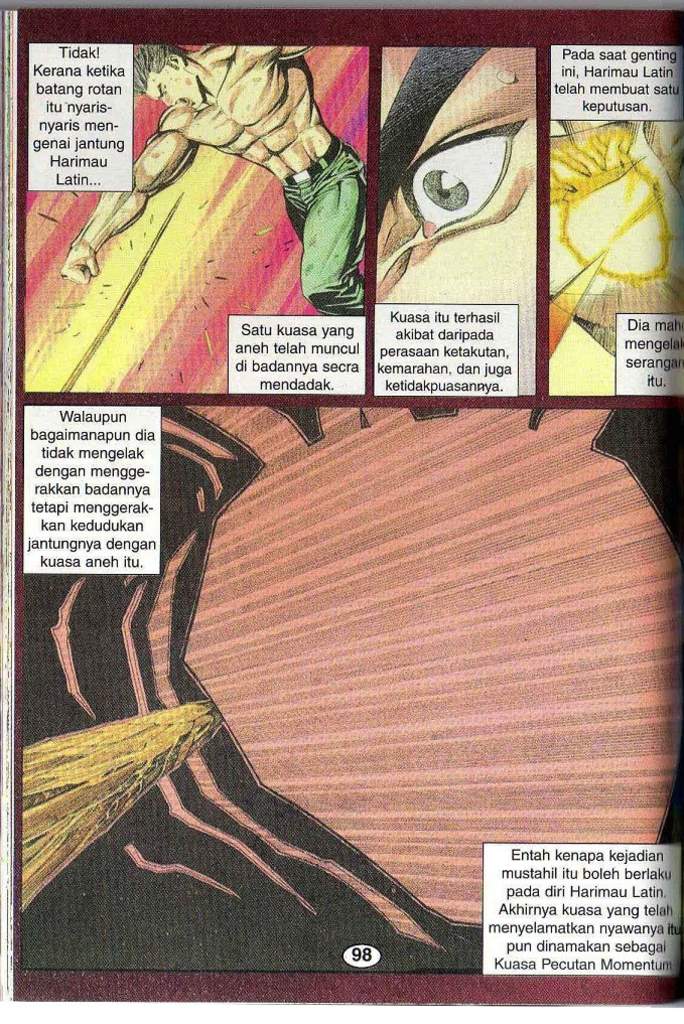 Tidak!
Kerana ketika
batang rotan
itu nyaris-
nyaris men-
genai jantung
Harimau
Latin...
Satu kuasa yang
aneh telah muncul
di badannya secra
mendadak.
Kuasa itu terhasil
akibat daripada
perasaan ketakutan,
kemarahan, dan juga
ketidakpuasannya.
Pada saat genting
ini, Harimau Latin
telah membuat satu
keputusan.
Dia
mengelak
serangan
itu.
Walaupun
bagaimanapun dia
tidak mengelak
dengan mengge-
rakkan badannya
tetapi menggerak-
kan kedudukan
jantungnya dengan
kuasa aneh itu.
Entah kenapa kejadian
mustahil itu boleh berlaku
pada diri Harimau Latin.
Akhirnya kuasa yang telah
menyelamatkan nyawanya itu
pun dinamakan sebagai
Kuasa Pecutan Momentum
98